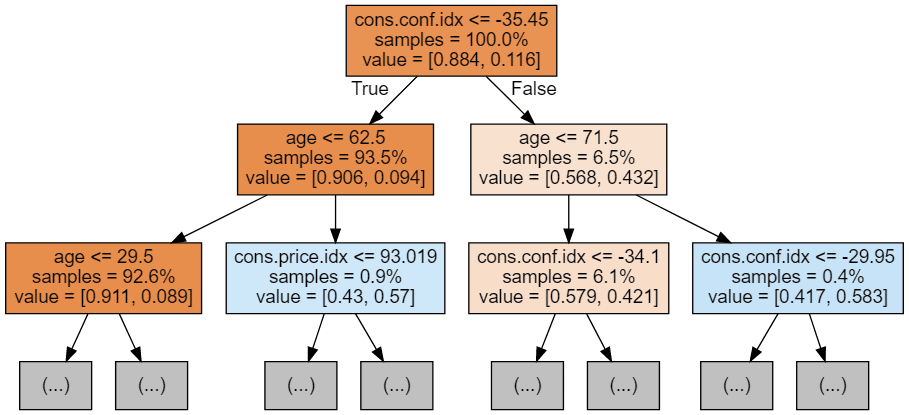 cons.conf.idx <= -35.45
samples = 100.0%
value = [0.884, 0.116]
True
False
age <= 62.5
samples = 93.5%
value = [0.906, 0.094]
age <= 71.5
samples = 6.5%
value = [0.568, 0.432]
age <= 29.5
samples = 92.6%
value = [0.911, 0.089]
cons.price.idx <= 93.019
samples = 0.9%
value = [0.43, 0.57]
cons.conf.idx <= -34.1
samples = 6.1%
value = [0.579, 0.421]
cons.conf.idx <= -29.95
samples = 0.4%
value = [0.417, 0.583]
(...)
(...)
(...)
(...)
(...)
(...)
(...)
(...)